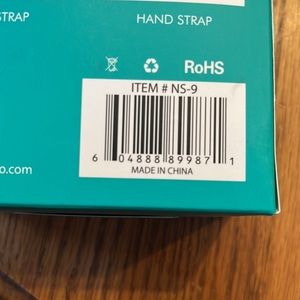 STRAP
HAND STRAP
RoHS
ITEM # NS-9
6 04888 89987 1
MADE IN CHINA
o.com